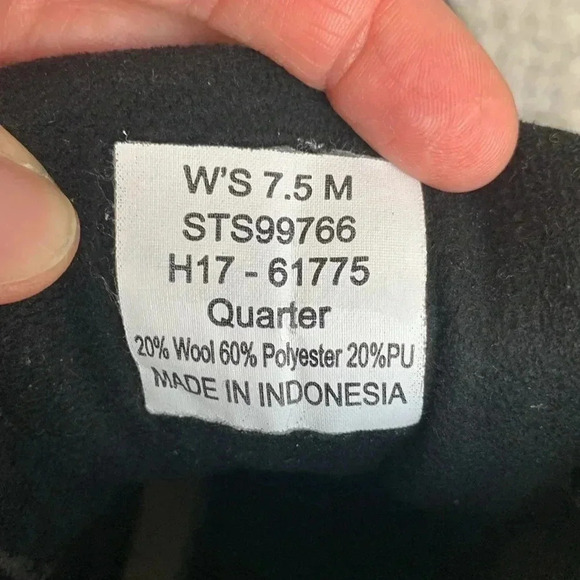 W'S 7.5 M
STS99766
H17 - 61775
Quarter
20% Wool 60% Polyester 20%PU
MADE IN INDONESIA